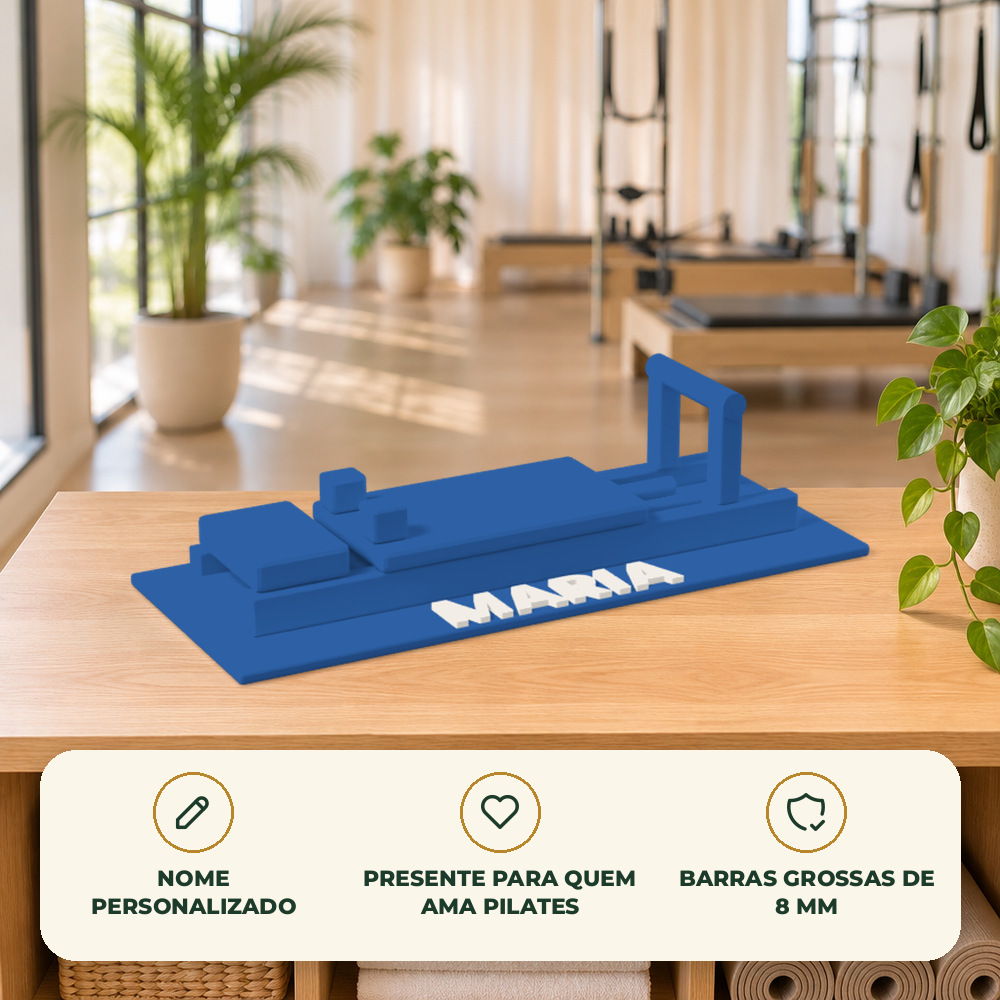 MARIA
NOME
PERSONALIZADO
PRESENTE PARA QUEM
AMA PILATES
BARRAS GROSSAS DE
8 MM